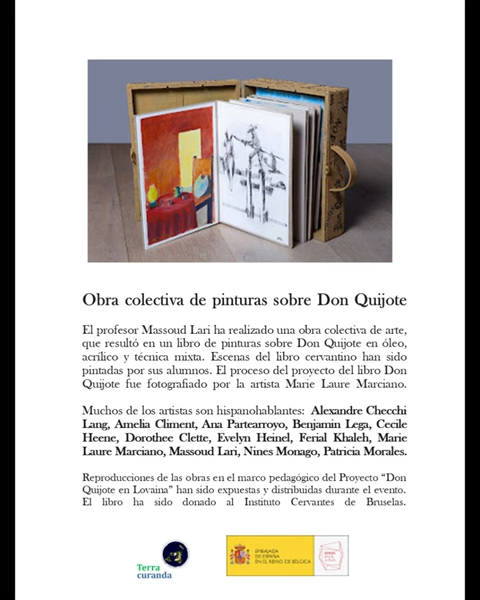 Obra colectiva de pinturas sobre Don Quijote
El profesor Massoud Lari ha realizado una obra colectiva de arte,
que resultó en un libro de pinturas sobre Don Quijote en óleo,
acrílico y técnica mixta. Escenas del libro cervantino han sido
pintadas por sus alumnos. El proceso del proyecto del libro Don
Quijote fue fotografiado por la artista Marie Laure Marciano.
Muchos de los artistas son hispanohablantes: Alexandre Checchi
Lang, Amelia Climent, Ana Partearroyo, Benjamin Lega, Cecile
Heene, Dorothee Clette, Evelyn Heinel, Ferial Khaleh, Marie
Laure Marciano, Massoud Lari, Nines Monago, Patricia Morales.
Reproducciones de las obras en el marco pedagógico del Proyecto “Don
Quijote en Lovaina” han sido expuestas y distribuidas durante el evento.
El libro ha sido donado al Instituto Cervantes de Bruselas.
Terra
curanda
EMBAJADA
DE ESPAÑA
EN EL REINO DE BÉLGICA